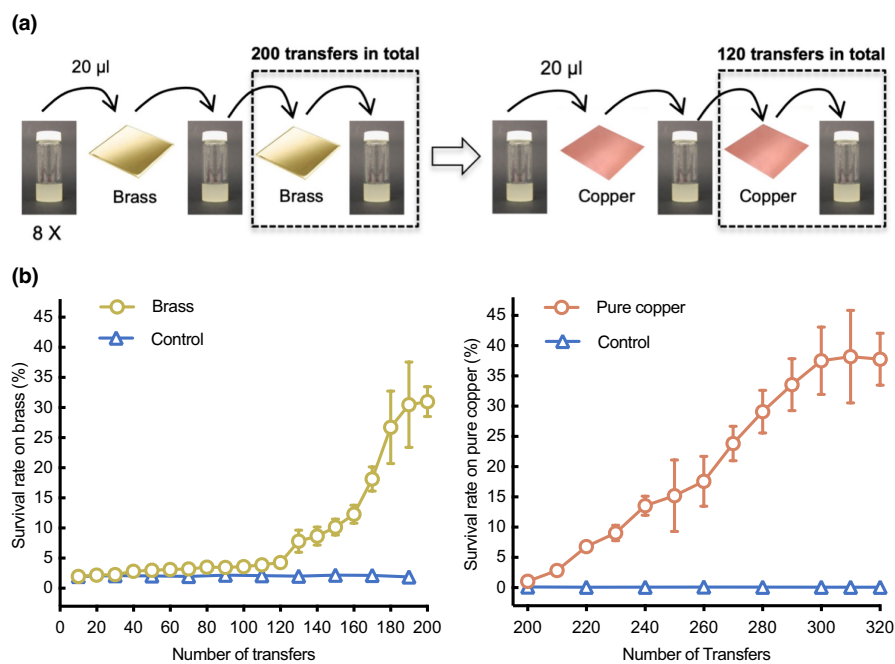 (a)
200 transfers in total
120 transfers in total
20 µl
20 µl
Brass
Brass
Copper
Copper
8 X
(b)
Brass
Control
Survival rate on brass (%)
45
40
35
30
25
20
15
10
5
0
0 20 40 60 80 100 120 140 160 180 200
Number of transfers
Pure copper
Control
Survival rate on pure copper (%)
45
40
35
30
25
20
15
10
5
0
200 220 240 260 280 300 320
Number of Transfers